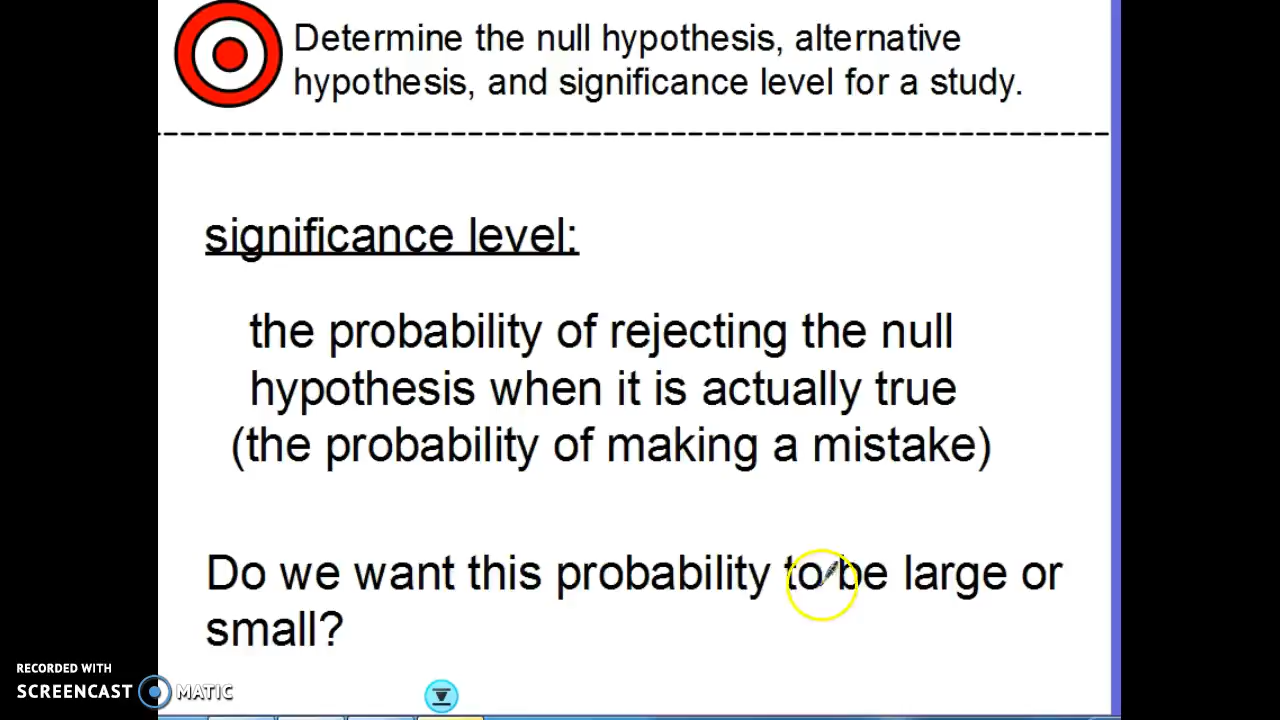 Determine the null hypothesis, alternative
hypothesis, and significance level for a study.
significance level:
the probability of rejecting the null
hypothesis when it is actually true
(the probability of making a mistake)
Do we want this probability to be large or
small?
RECORDED WITH
SCREENCAST MATIC